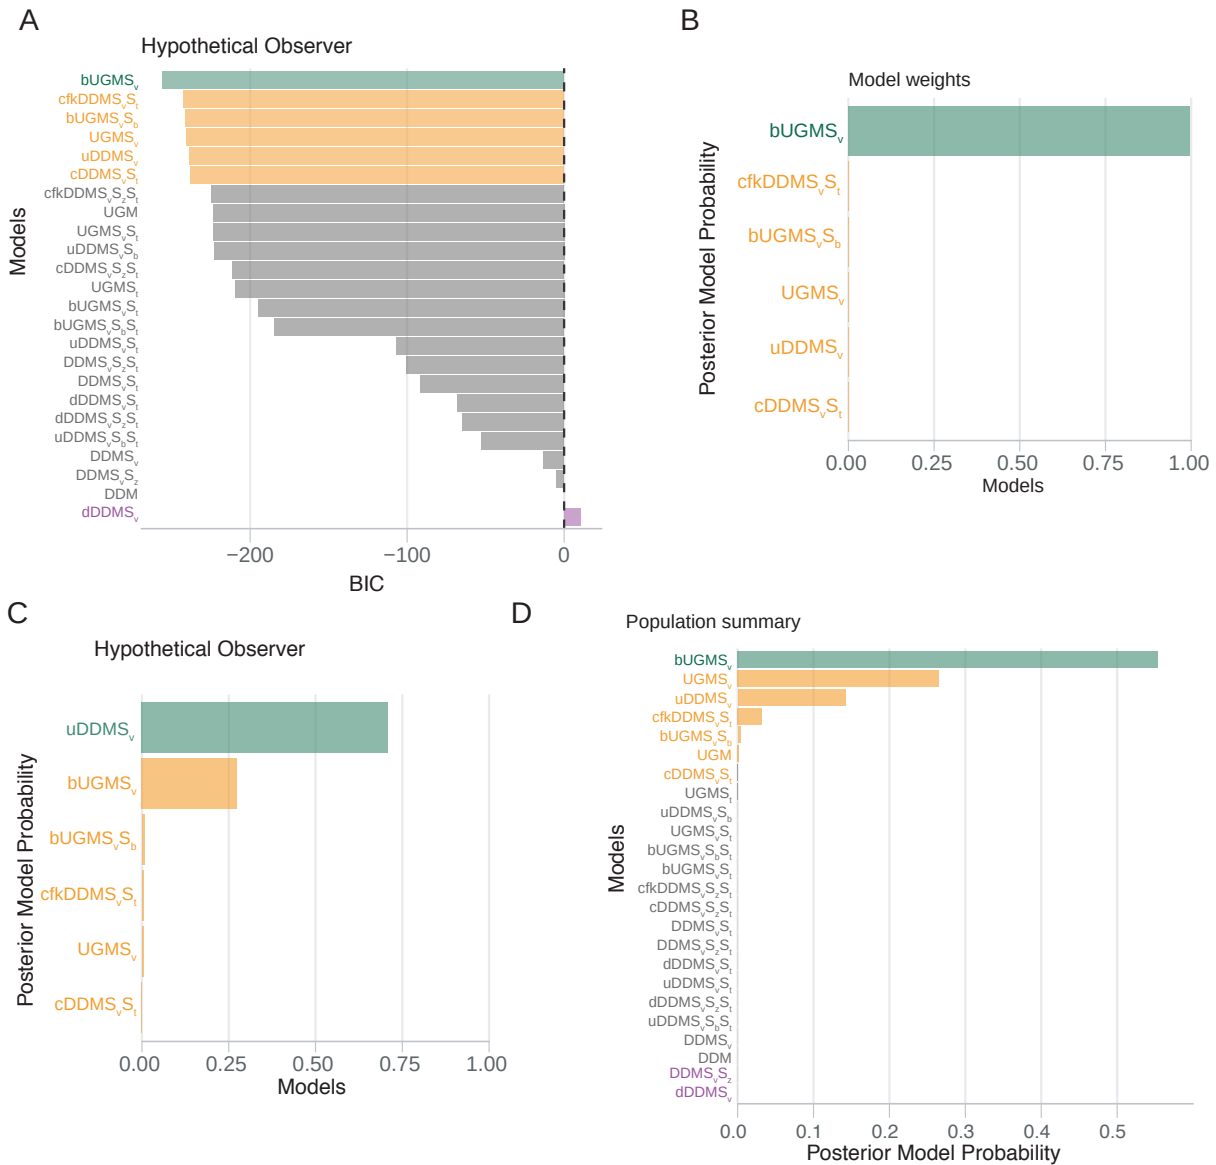 A
Hypothetical Observer
Models
bUGMSv
cfkDDMSvSt
bUGMSvSb
UGMSv
uDDMSv
cDDMSvSt
cfkDDMSvSzSt
UGM
UGMSvSt
uDDMSvSb
cDDMSvSzSt
UGMSt
bUGMSvSt
bUGMSvSbSt
uDDMSvSt
DDMSvSzSt
DDMSvSt
dDDMSvSt
dDDMSvSzSt
uDDMSvSbSt
DDMSv
DDMSvSz
DDM
dDDMSv
−200 −100 0
BIC
B
Model weights
Posterior Model Probability
bUGMSv
cfkDDMSvSt
bUGMSvSb
UGMSv
uDDMSv
cDDMSvSt
0.00 0.25 0.50 0.75 1.00
Models
C
Hypothetical Observer
Posterior Model Probability
uDDMSv
bUGMSv
bUGMSvSb
cfkDDMSvSt
UGMSv
cDDMSvSt
0.00 0.25 0.50 0.75 1.00
Models
D
Population summary
Models
bUGMSv
UGMSv
uDDMSv
cfkDDMSvSt
bUGMSvSb
UGM
cDDMSvSt
UGMSt
uDDMSvSb
UGMSvSt
bUGMSvSbSt
bUGMSvSt
cfkDDMSvSzSt
cDDMSvSzSt
DDMSvSt
DDMSvSzSt
dDDMSvSt
uDDMSvSt
dDDMSvSzSt
uDDMSvSbSt
DDMSv
DDM
DDMSvSz
dDDMSv
0.0 0.1 0.2 0.3 0.4 0.5
Posterior Model Probability